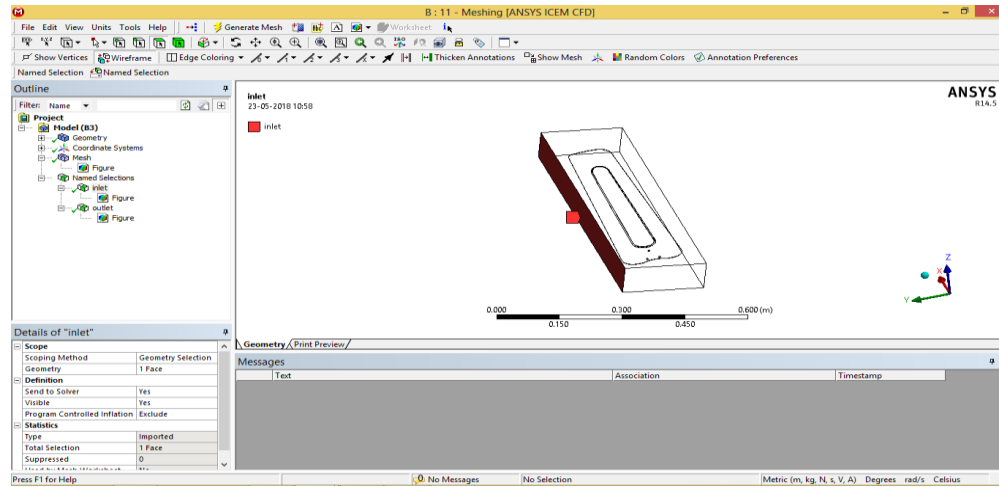 B : 11 - Meshing [ANSYS ICEM CFD]
File Edit View Units Tools Help Generate Mesh Worksheet
Show Vertices Wireframe Edge Coloring Thicken Annotations Show Mesh Random Colors Annotation Preferences
Named Selection Named Selection
Outline
Filter: Name
Project
Model (B3)
Geometry
Coordinate Systems
Mesh
Figure
Named Selections
inlet
Figure
outlet
Figure
inlet
23-05-2018 10:58
inlet
ANSYS
R14.5
Z
X
Y
0.000 0.300 0.600 (m)
0.150 0.450
Geometry Print Preview
Details of "inlet"
Scope
Scoping Method Geometry Selection
Geometry 1 Face
Definition
Send to Solver Yes
Visible Yes
Program Controlled Inflation Exclude
Statistics
Type Imported
Total Selection 1 Face
Suppressed 0
Used by Mesh Worksheet No
Messages
Text Association Timestamp
Press F1 for Help 0 No Messages No Selection Metric (m, kg, N, s, V, A) Degrees rad/s Celsius